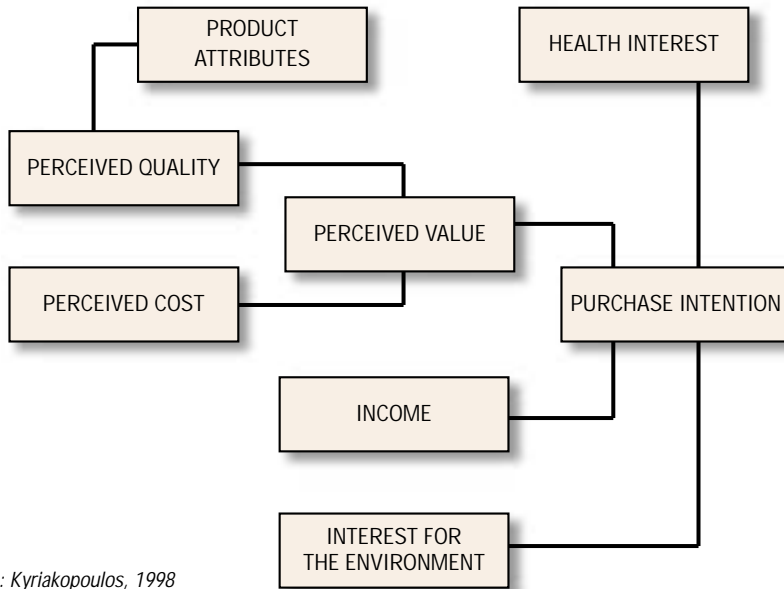 PRODUCT
ATTRIBUTES
HEALTH INTEREST
PERCEIVED QUALITY
PERCEIVED VALUE
PERCEIVED COST
PURCHASE INTENTION
INCOME
INTEREST FOR
THE ENVIRONMENT
: Kyriakopoulos, 1998